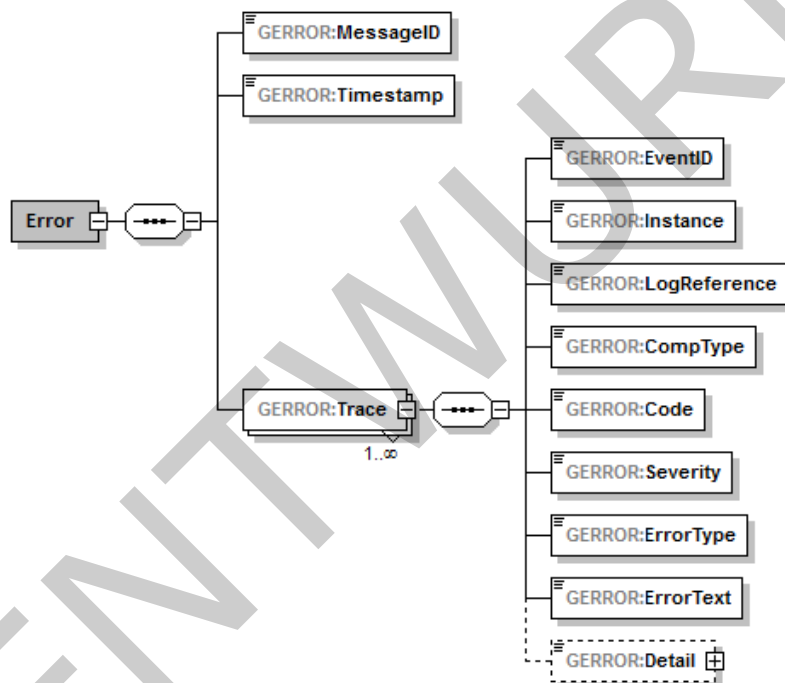 GERROR:MessageID
GERROR:Timestamp
Error
GERROR:Trace
1..∞
GERROR:EventID
GERROR:Instance
GERROR:LogReference
GERROR:CompType
GERROR:Code
GERROR:Severity
GERROR:ErrorType
GERROR:ErrorText
GERROR:Detail
ENTWUR